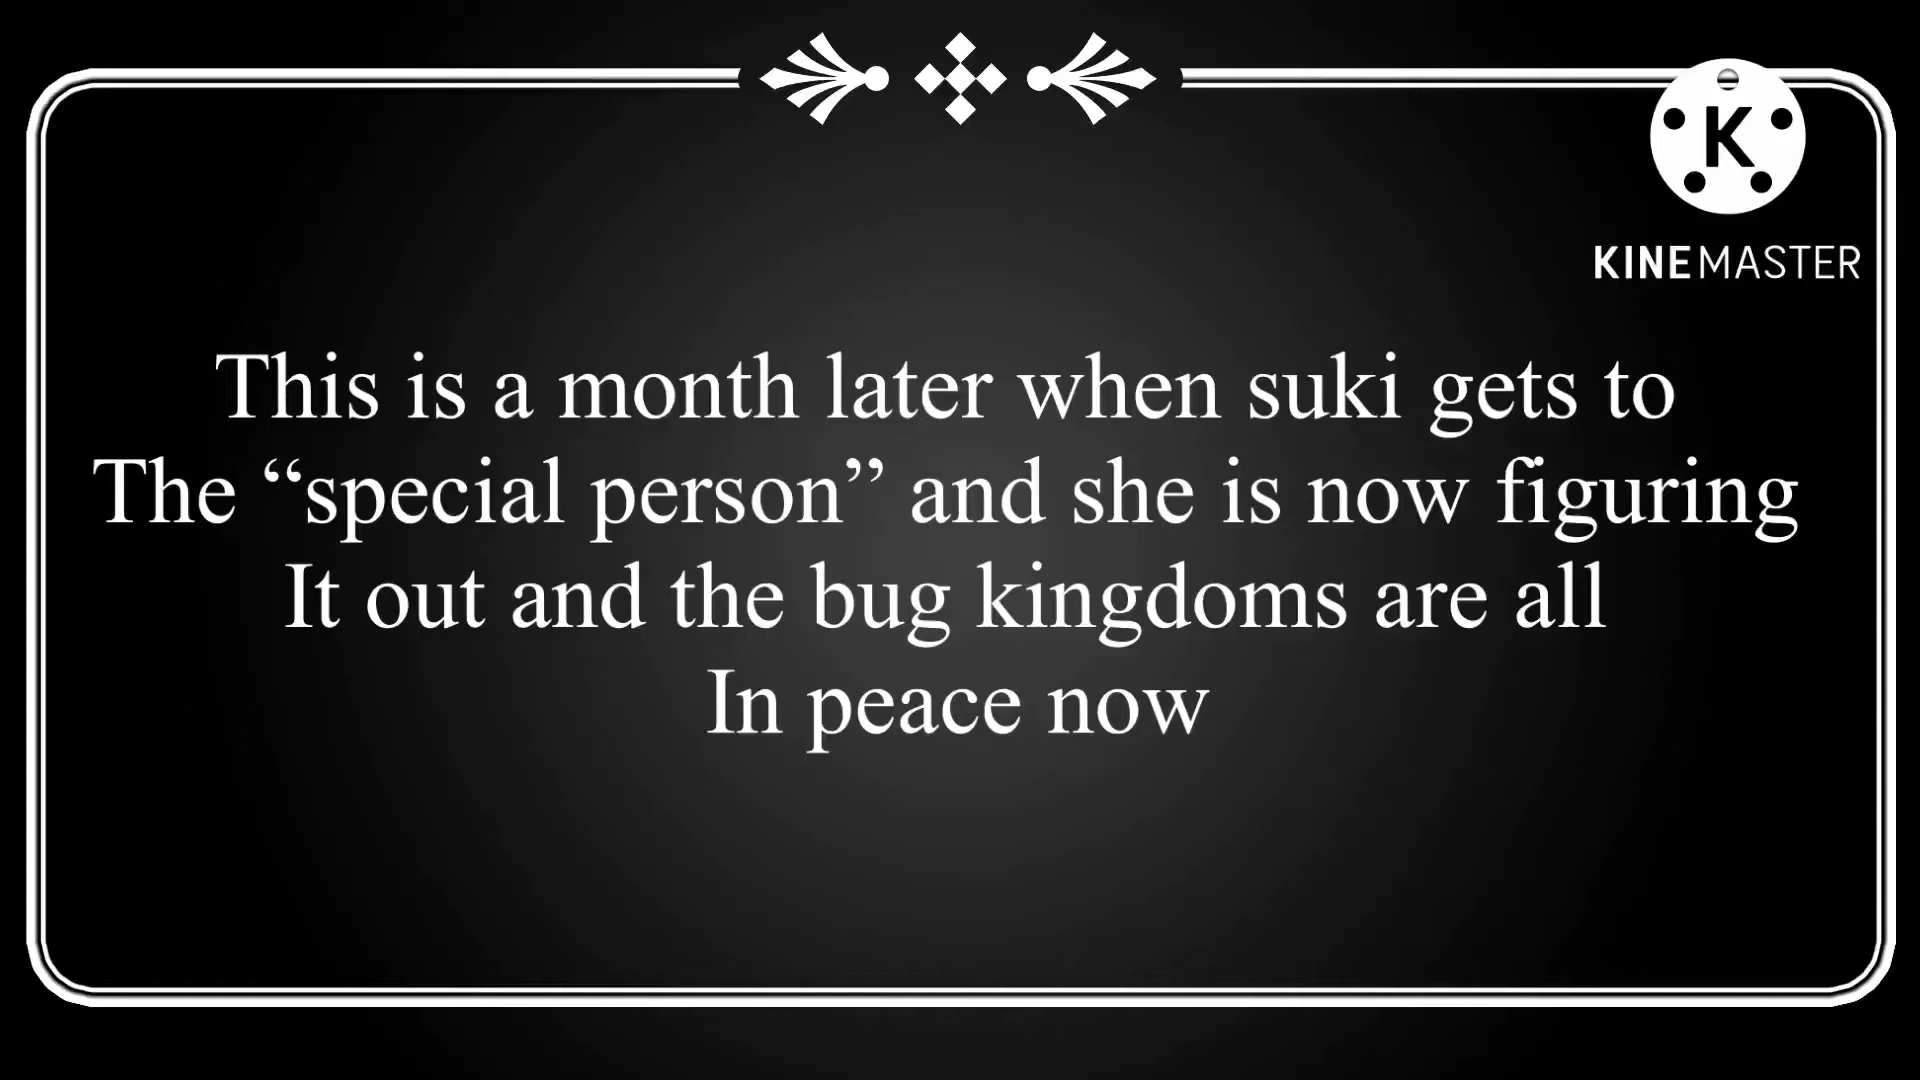 K
KINEMASTER
This is a month later when suki gets to
The “special person” and she is now figuring
It out and the bug kingdoms are all
In peace now